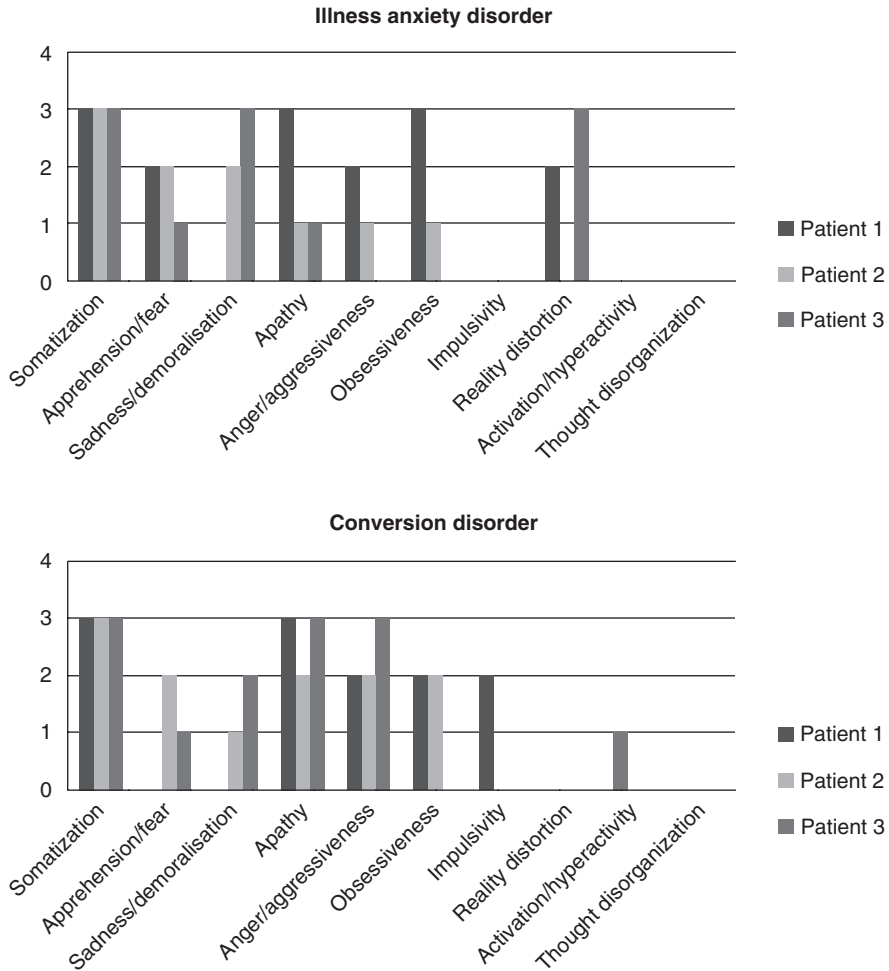 Illness anxiety disorder
4
3
2
1
0
Somatization
Apprehension/fear
Sadness/demoralisation
Apathy
Anger/aggressiveness
Obsessiveness
Impulsivity
Reality distortion
Activation/hyperactivity
Thought disorganization
Patient 1
Patient 2
Patient 3
Conversion disorder
4
3
2
1
0
Somatization
Apprehension/fear
Sadness/demoralisation
Apathy
Anger/aggressiveness
Obsessiveness
Impulsivity
Reality distortion
Activation/hyperactivity
Thought disorganization
Patient 1
Patient 2
Patient 3